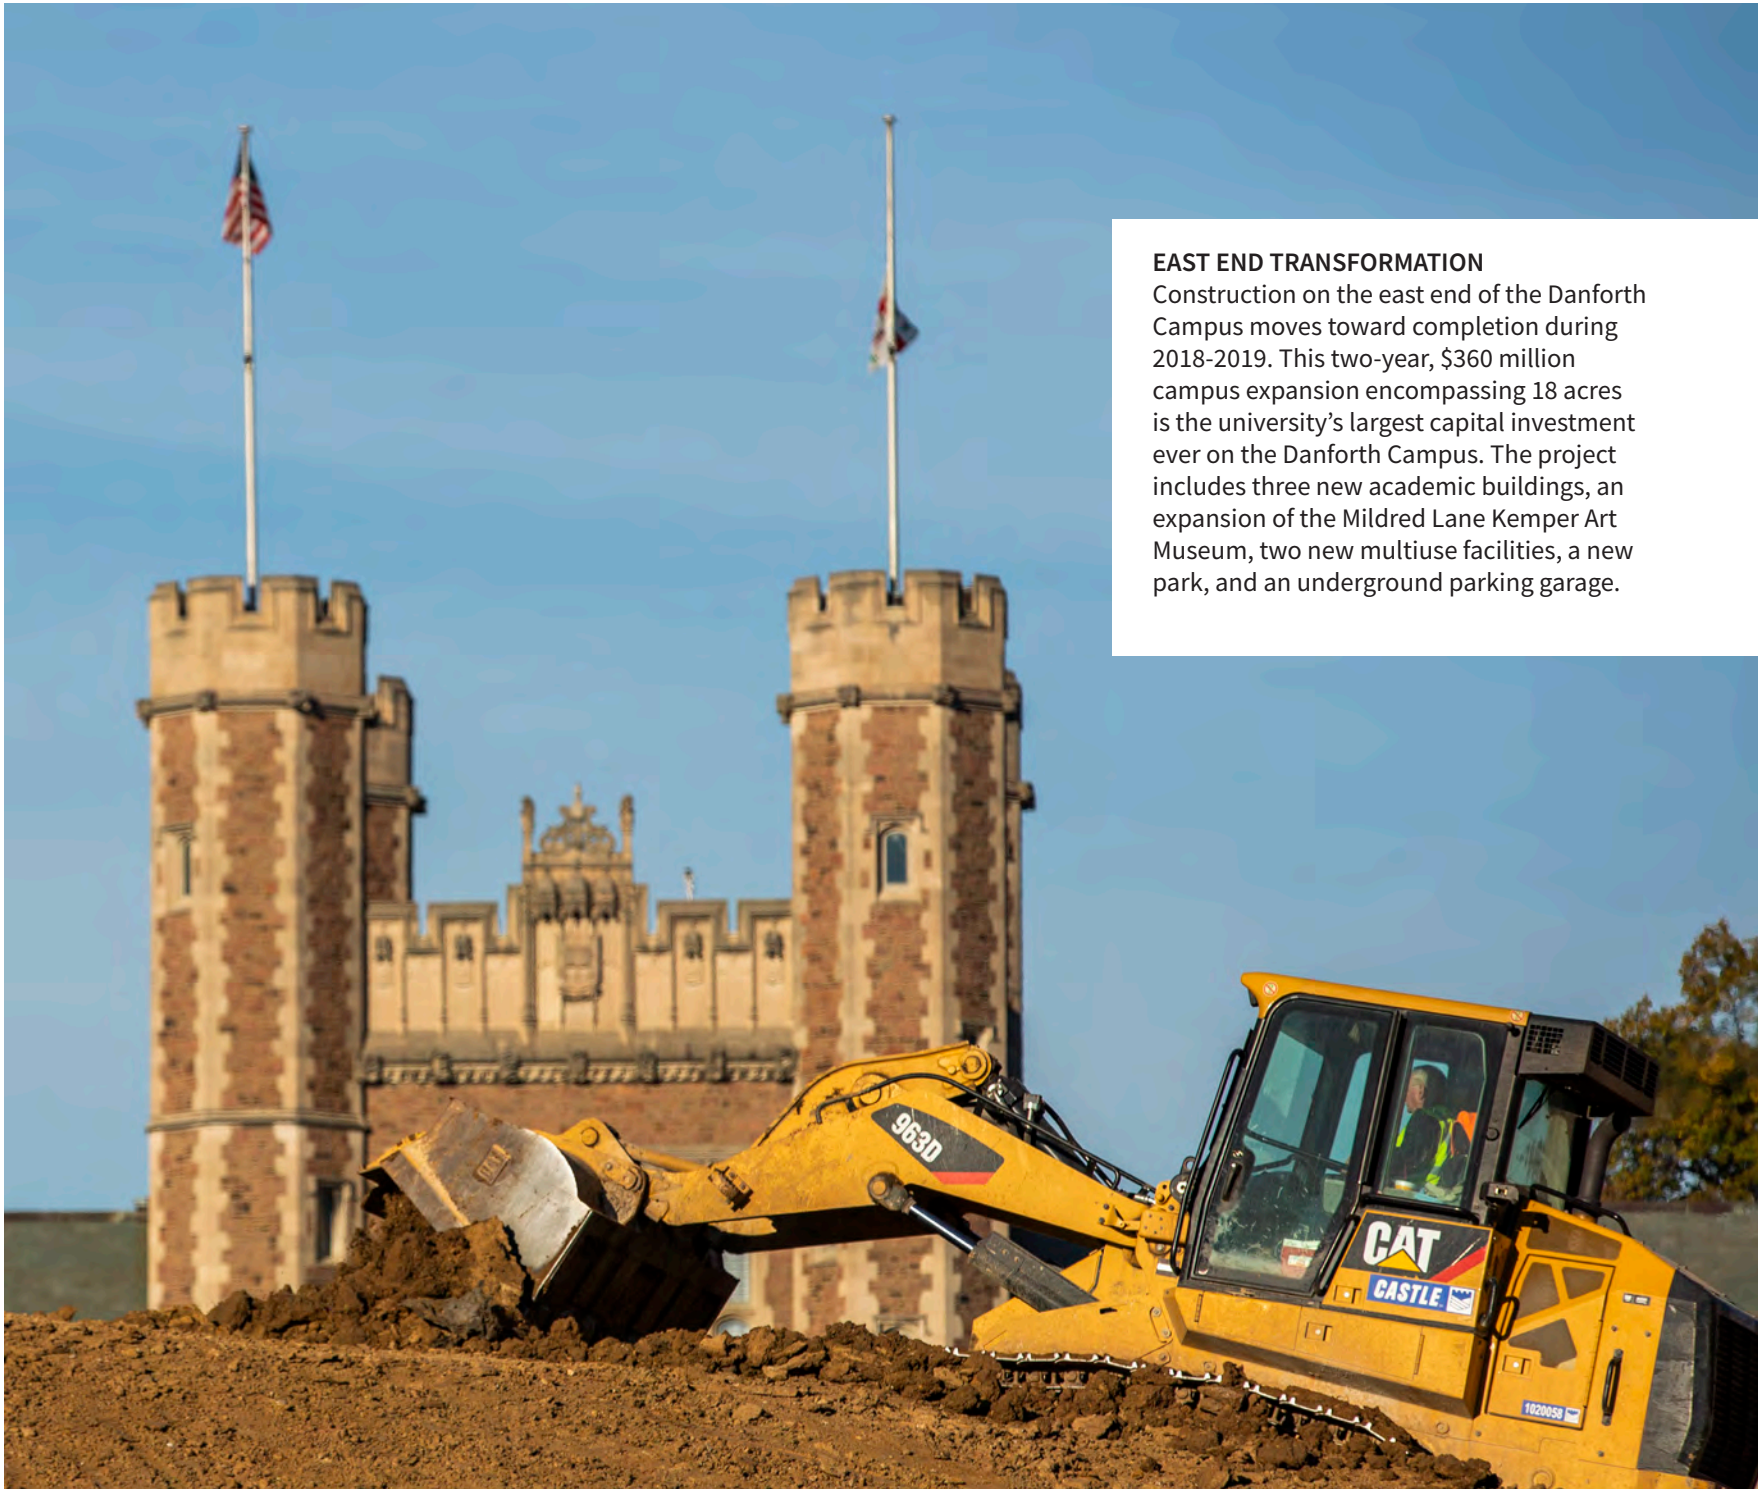 EAST END TRANSFORMATION
Construction on the east end of the Danforth
Campus moves toward completion during
2018-2019. This two-year, $360 million
campus expansion encompassing 18 acres
is the university’s largest capital investment
ever on the Danforth Campus. The project
includes three new academic buildings, an
expansion of the Mildred Lane Kemper Art
Museum, two new multiuse facilities, a new
park, and an underground parking garage.
963D
CAT
CASTLE
1020058